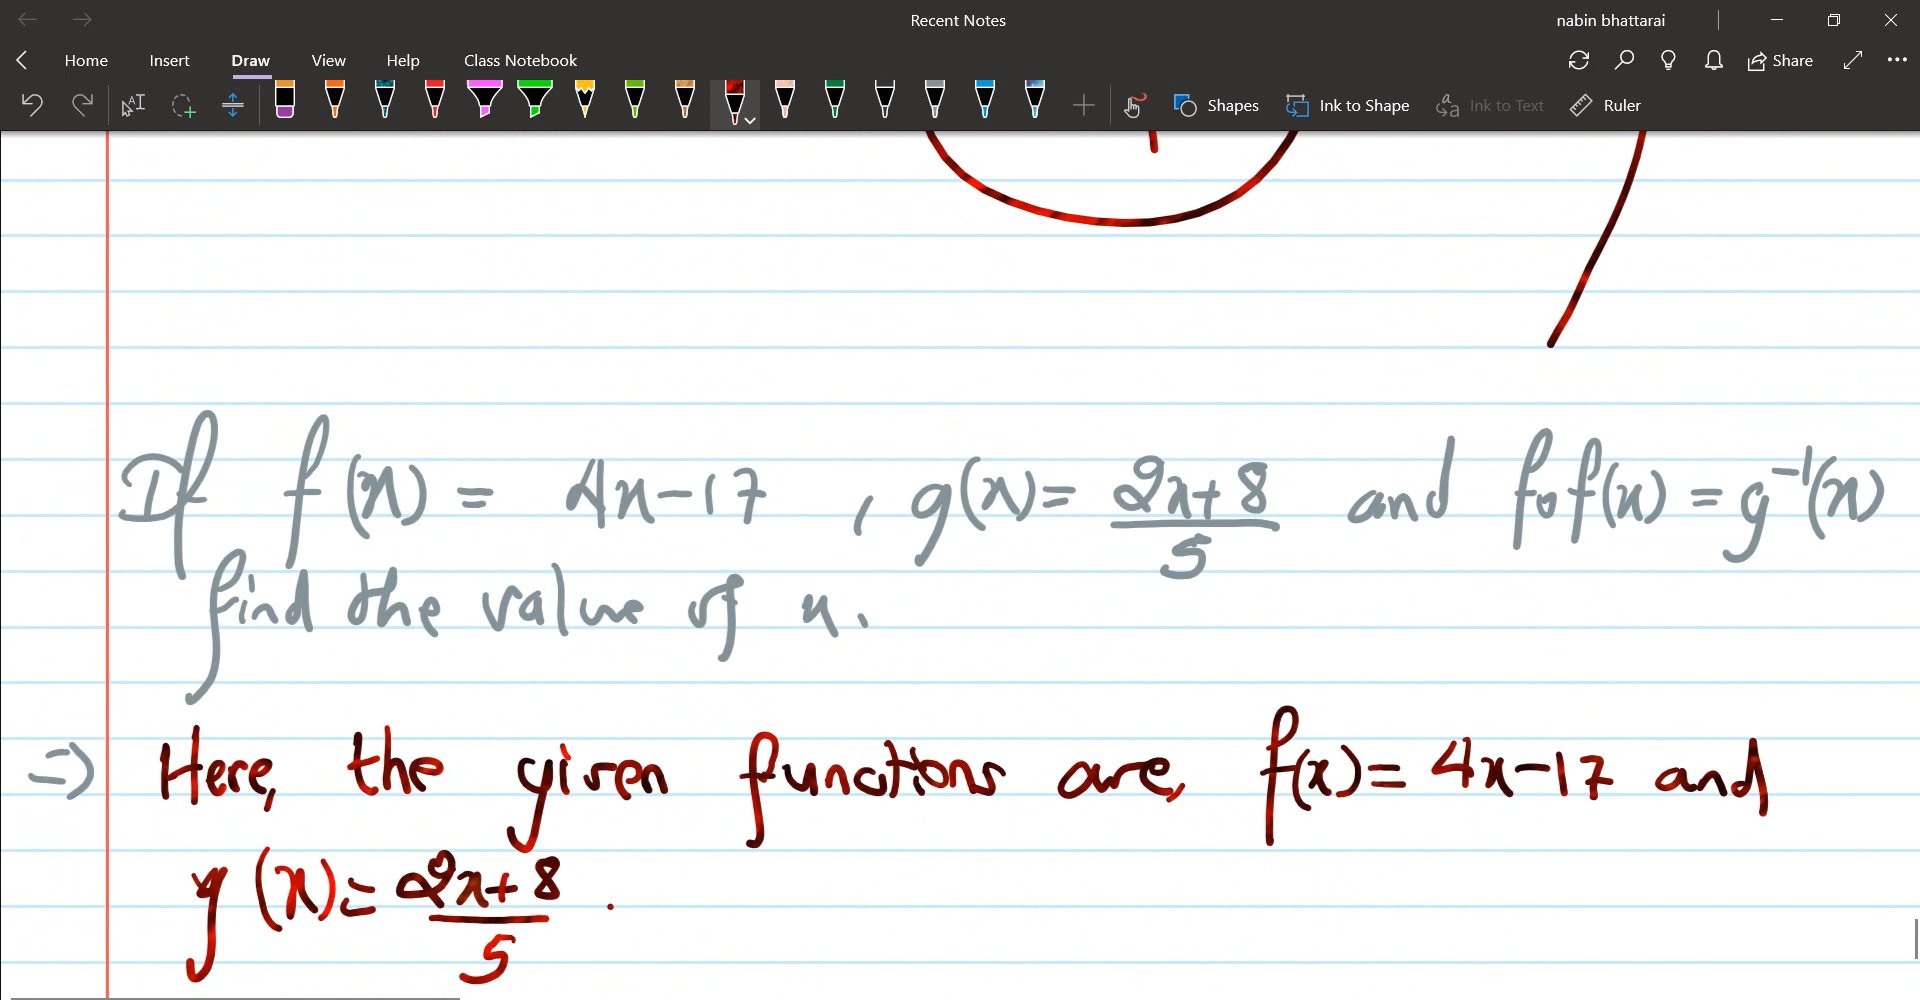 Recent Notes
nabin bhattarai
Home Insert Draw View Help Class Notebook
Share
Shapes Ink to Shape Ink to Text Ruler
If f(x) = 4x-17 , g(x) = 2x+8/5 and fof(x) = g⁻¹(x)
find the value of x.
=> Here, the given functions are, f(x) = 4x-17 and
g(x) = 2x+8/5 .